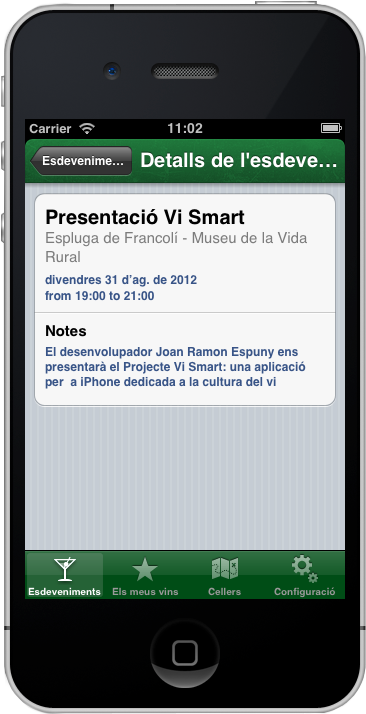 Carrier 11:02
Esdevenime... Detalls de l'esdeve...
Presentació Vi Smart
Espluga de Francolí - Museu de la Vida
Rural
divendres 31 d'ag. de 2012
from 19:00 to 21:00
Notes
El desenvolupador Joan Ramon Espuny ens
presentarà el Projecte Vi Smart: una aplicació
per  a iPhone dedicada a la cultura del vi
Esdeveniments Els meus vins Cellers Configuració